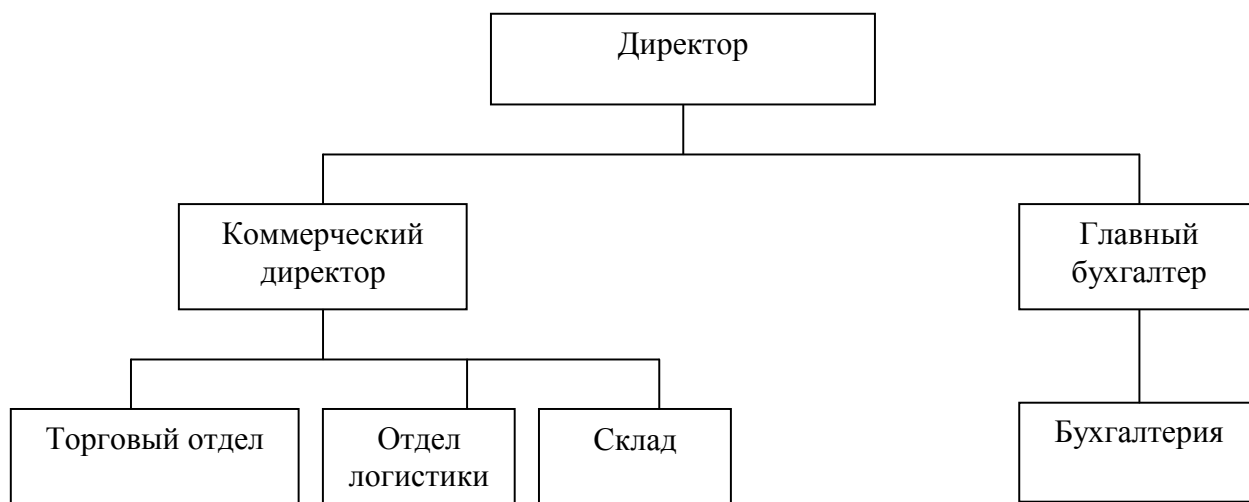 Директор
Коммерческий
директор
Главный
бухгалтер
Торговый отдел
Отдел
логистики
Склад
Бухгалтерия